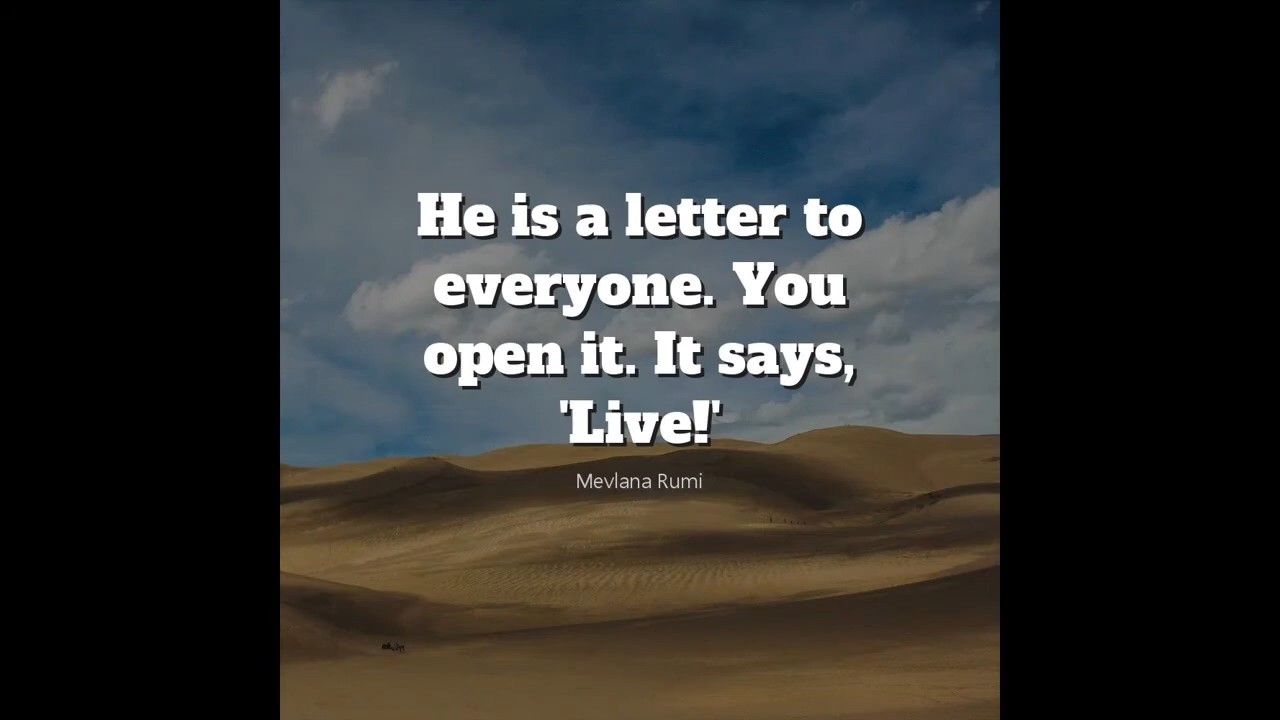 He is a letter to
everyone. You
open it. It says,
'Live!'
Mevlana Rumi